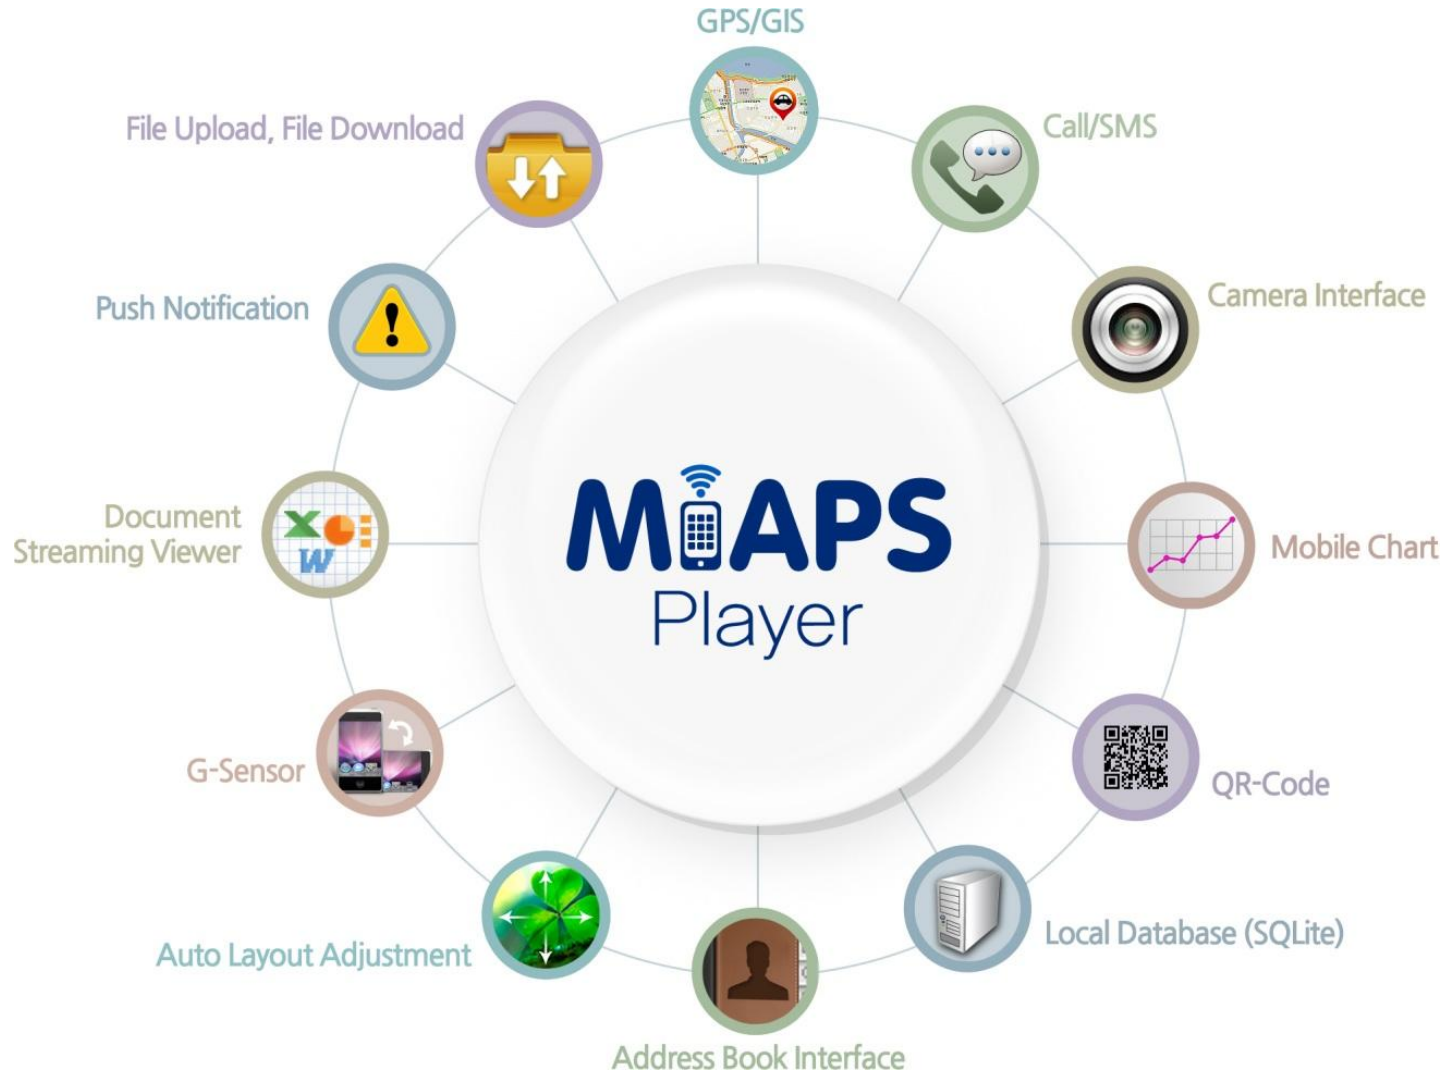 GPS/GIS
File Upload, File Download
Call/SMS
Push Notification
Camera Interface
MiAPS
Player
Document
Streaming Viewer
Mobile Chart
G-Sensor
QR-Code
Auto Layout Adjustment
Local Database (SQLite)
Address Book Interface
X
W